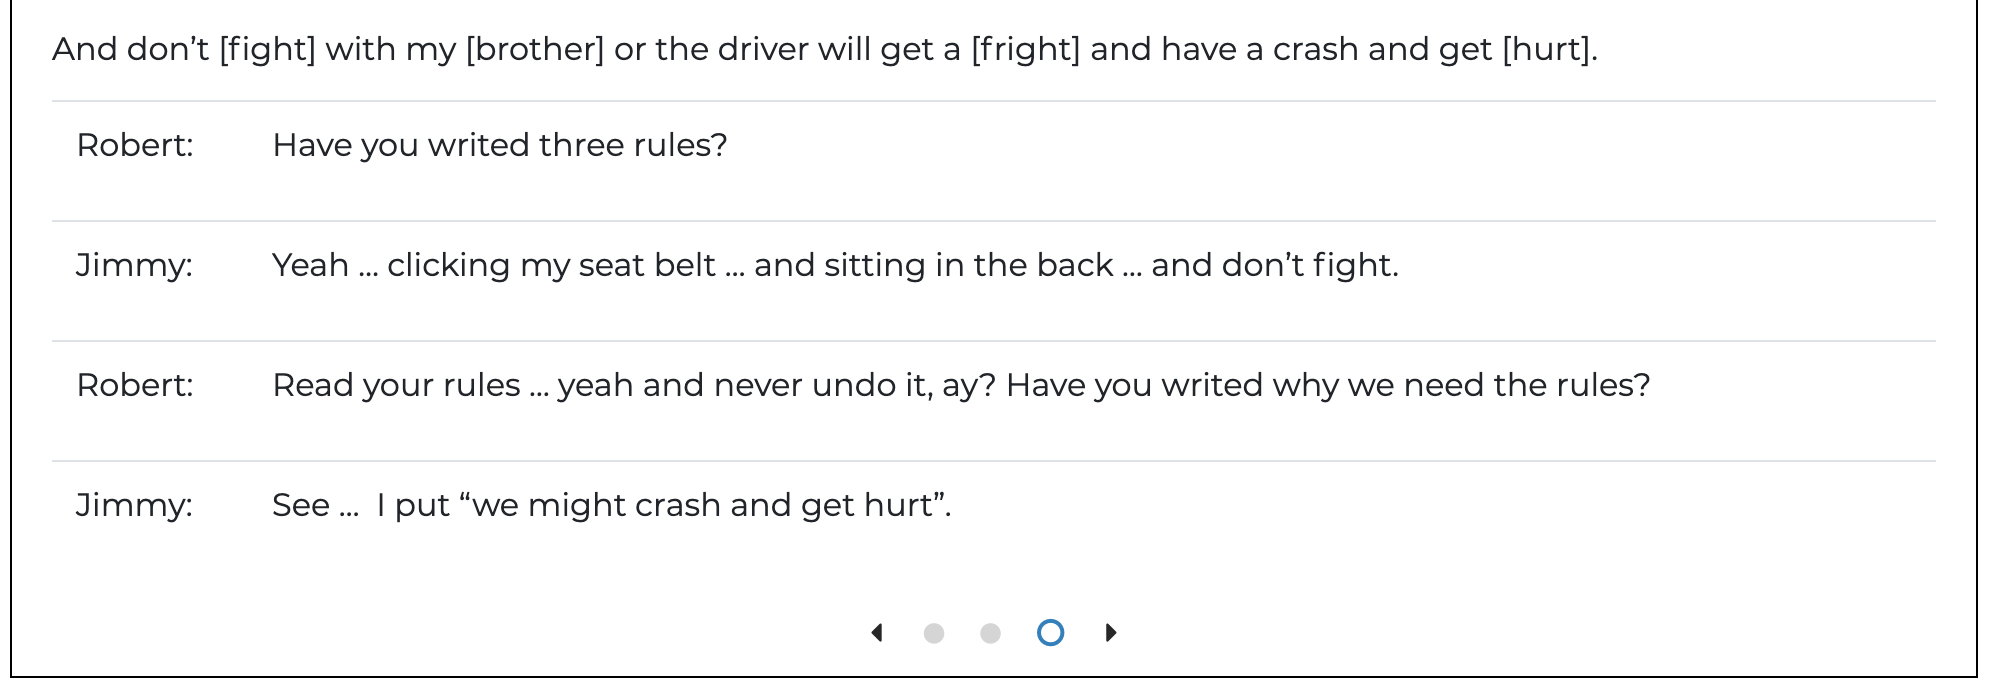 And don’t [fight] with my [brother] or the driver will get a [fright] and have a crash and get [hurt].
Robert: Have you writed three rules?
Jimmy: Yeah ... clicking my seat belt ... and sitting in the back ... and don’t fight.
Robert: Read your rules ... yeah and never undo it, ay? Have you writed why we need the rules?
Jimmy: See ...  I put “we might crash and get hurt”.